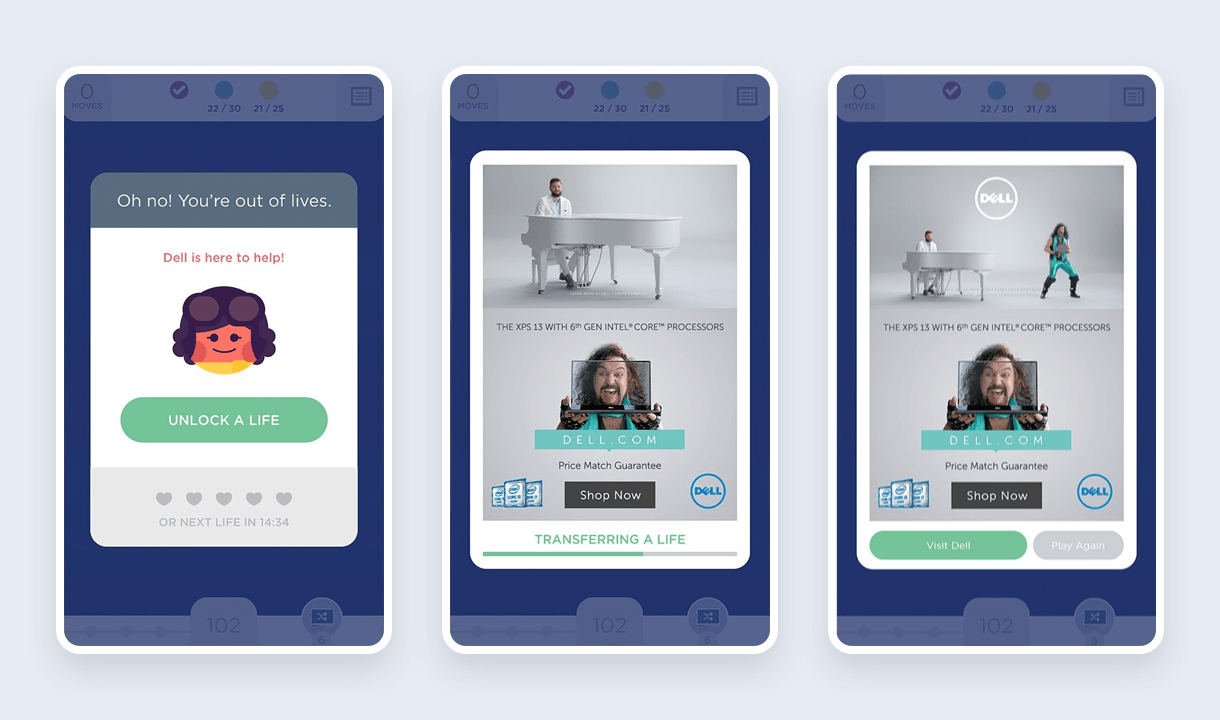 0
MOVES
22 / 30
21 / 25
Oh no! You're out of lives.
Dell is here to help!
UNLOCK A LIFE
OR NEXT LIFE IN 14:34
102
6
0
MOVES
22 / 30
21 / 25
THE XPS 13 WITH 6th GEN INTEL® CORE™ PROCESSORS
DELL.COM
Price Match Guarantee
Shop Now
DELL
TRANSFERRING A LIFE
102
6
0
MOVES
22 / 30
21 / 25
DELL
THE XPS 13 WITH 6th GEN INTEL® CORE™ PROCESSORS
DELL.COM
Price Match Guarantee
Shop Now
DELL
Visit Dell
Play Again
102
6